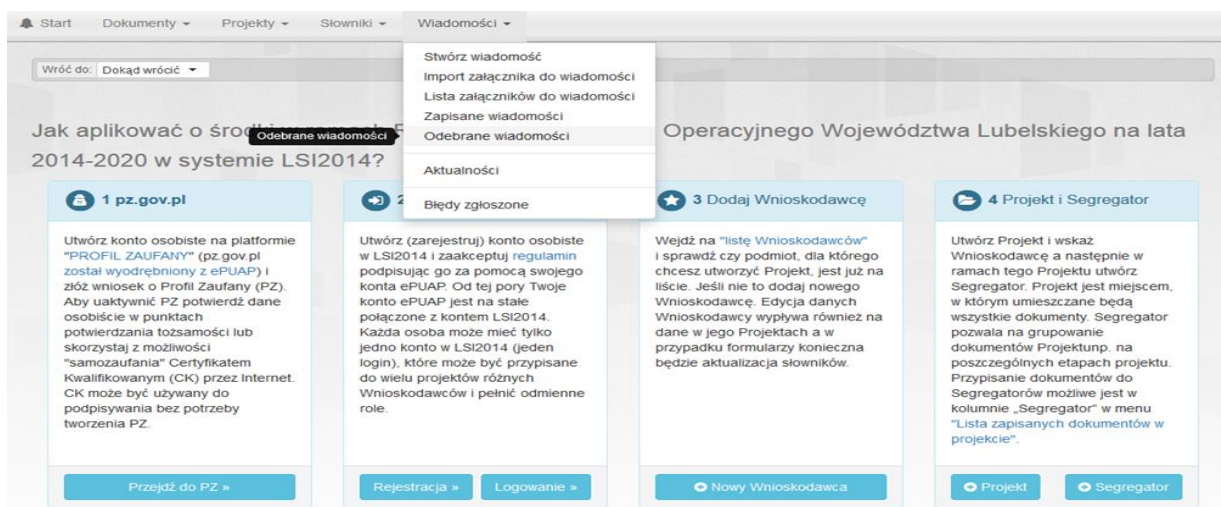 Start Dokumenty Projekty Słowniki Wiadomości
Stwórz wiadomość
Import załącznika do wiadomości
Lista załączników do wiadomości
Zapisane wiadomości
Odebrane wiadomości
Aktualności
Błędy zgłoszone
Wróć do: Dokąd wrócić
Odebrane wiadomości
Jak aplikować o Operacyjnego Województwa Lubelskiego na lata
2014-2020 w systemie LSI2014?
1 pz.gov.pl
Utwórz konto osobiste na platformie
"PROFIL ZAUFANY" (pz.gov.pl
został wyodrębniony z ePUAP) i
złóż wniosek o Profil Zaufany (PZ).
Aby uaktywnić PZ potwierdź dane
osobiście w punktach
potwierdzania tożsamości lub
skorzystaj z możliwości
"samozaufania" Certyfikatem
Kwalifikowanym (CK) przez Internet.
CK może być używany do
podpisywania bez potrzeby
tworzenia PZ.
Przejdź do PZ »
2
Utwórz (zarejestruj) konto osobiste
w LSI2014 i zaakceptuj regulamin
podpisując go za pomocą swojego
konta ePUAP. Od tej pory Twoje
konto ePUAP jest na stałe
połączone z kontem LSI2014.
Każda osoba może mieć tylko
jedno konto w LSI2014 (jeden
login), które może być przypisane
do wielu projektów różnych
Wnioskodawców i pełnić odmienne
role.
Rejestracja » Logowanie »
3 Dodaj Wnioskodawcę
Wejdź na "listę Wnioskodawców"
i sprawdź czy podmiot, dla którego
chcesz utworzyć Projekt, jest już na
liście. Jeśli nie to dodaj nowego
Wnioskodawcę. Edycja danych
Wnioskodawcy wypływa również na
dane w jego Projektach a w
przypadku formularzy konieczna
będzie aktualizacja słowników.
Nowy Wnioskodawca
4 Projekt i Segregator
Utwórz Projekt i wskaż
Wnioskodawcę a następnie w
ramach tego Projektu utwórz
Segregator. Projekt jest miejscem,
w którym umieszczane będą
wszystkie dokumenty. Segregator
pozwala na grupowanie
dokumentów Projektunp. na
poszczególnych etapach projektu.
Przypisanie dokumentów do
Segregatorów możliwe jest w
kolumnie „Segregator" w menu
"Lista zapisanych dokumentów w
projekcie".
Projekt Segregator